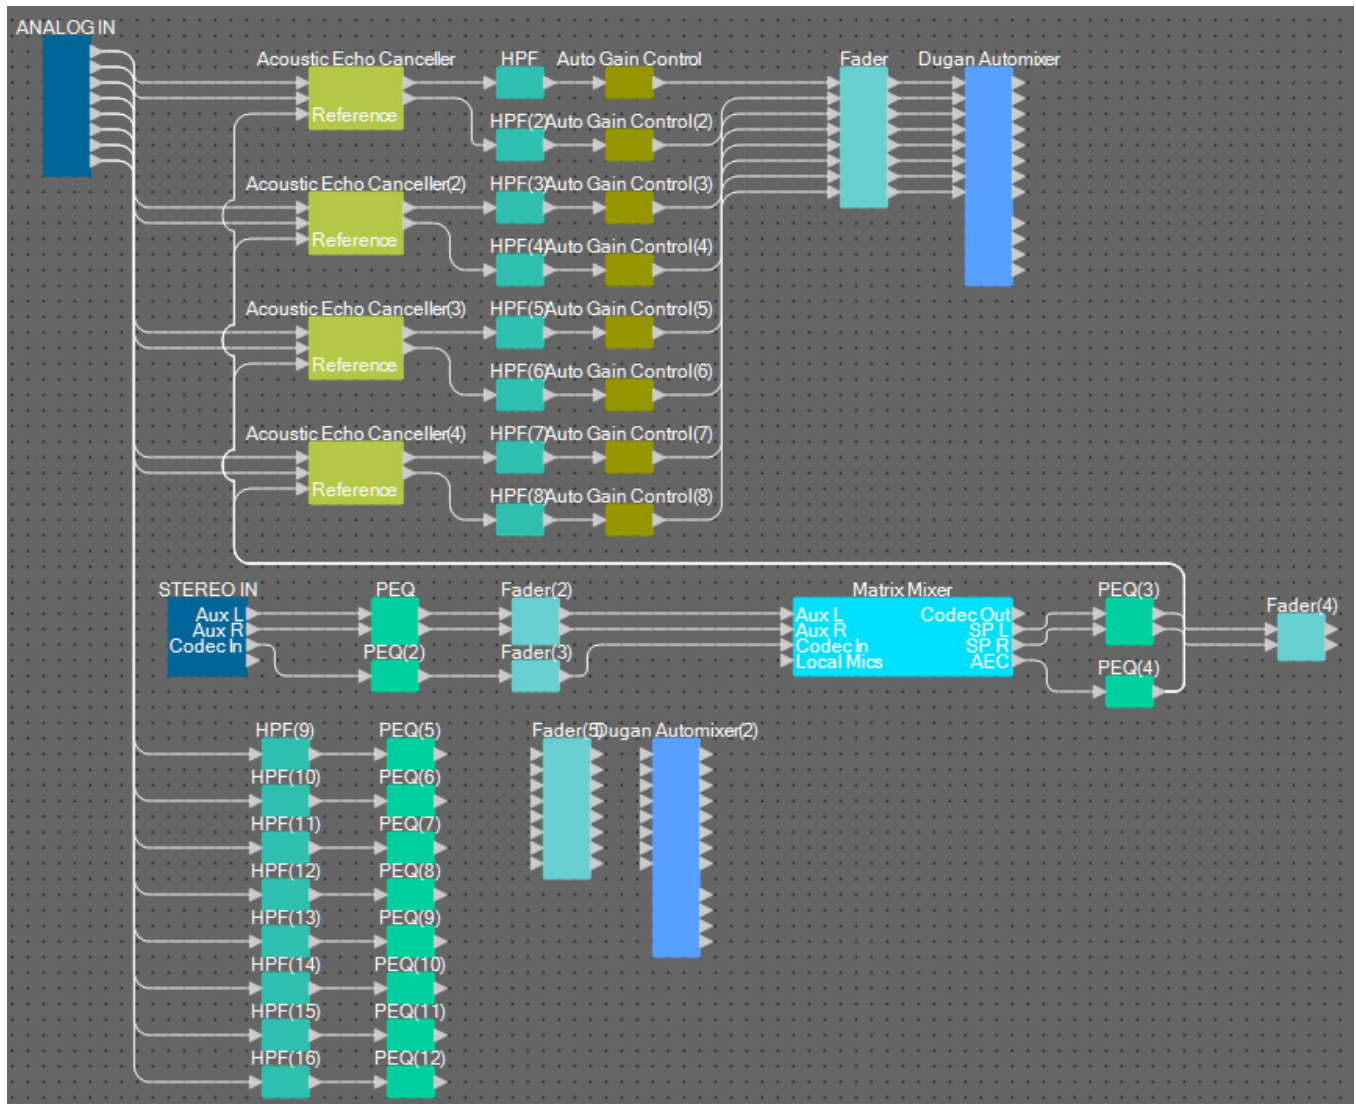 ANALOG IN
Acoustic Echo Canceller
HPF
Auto Gain Control
Fader
Dugan Automixer
Reference
HPF(2)
Auto Gain Control(2)
Acoustic Echo Canceller(2)
HPF(3)
Auto Gain Control(3)
Reference
HPF(4)
Auto Gain Control(4)
Acoustic Echo Canceller(3)
HPF(5)
Auto Gain Control(5)
Reference
HPF(6)
Auto Gain Control(6)
Acoustic Echo Canceller(4)
HPF(7)
Auto Gain Control(7)
Reference
HPF(8)
Auto Gain Control(8)
STEREO IN
Aux L
Aux R
Codec In
PEQ
PEQ(2)
Fader(2)
Fader(3)
Matrix Mixer
Aux L
Aux R
Codec In
Local Mics
Codec Out
SP L
SP R
AEC
PEQ(3)
PEQ(4)
Fader(4)
HPF(9)
PEQ(5)
Fader(5)
Dugan Automixer(2)
HPF(10)
PEQ(6)
HPF(11)
PEQ(7)
HPF(12)
PEQ(8)
HPF(13)
PEQ(9)
HPF(14)
PEQ(10)
HPF(15)
PEQ(11)
HPF(16)
PEQ(12)